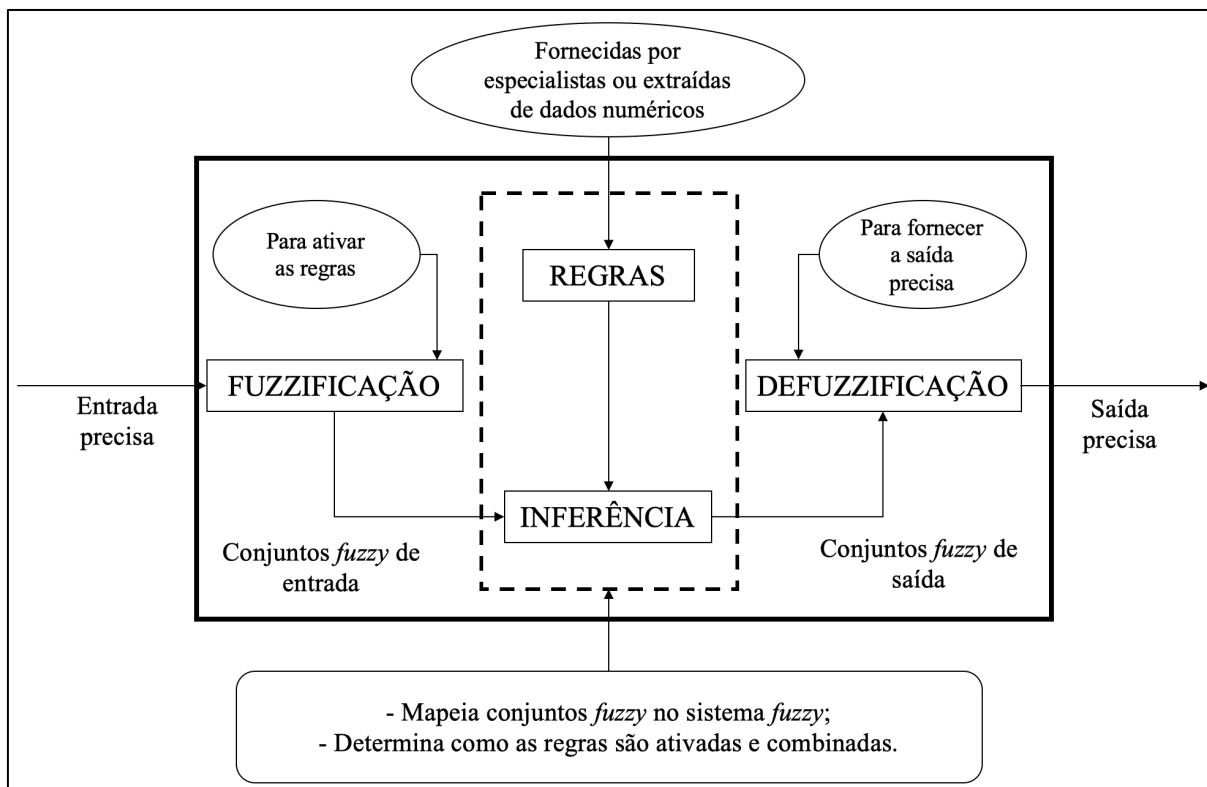 Fornecidas por
especialistas ou extraídas
de dados numéricos
Para ativar
as regras
REGRAS
Para fornecer
a saída
precisa
FUZZIFICAÇÃO
DEFUZZIFICAÇÃO
Entrada
precisa
Saída
precisa
INFERÊNCIA
Conjuntos fuzzy de
entrada
Conjuntos fuzzy de
saída
- Mapeia conjuntos fuzzy no sistema fuzzy;
- Determina como as regras são ativadas e combinadas.